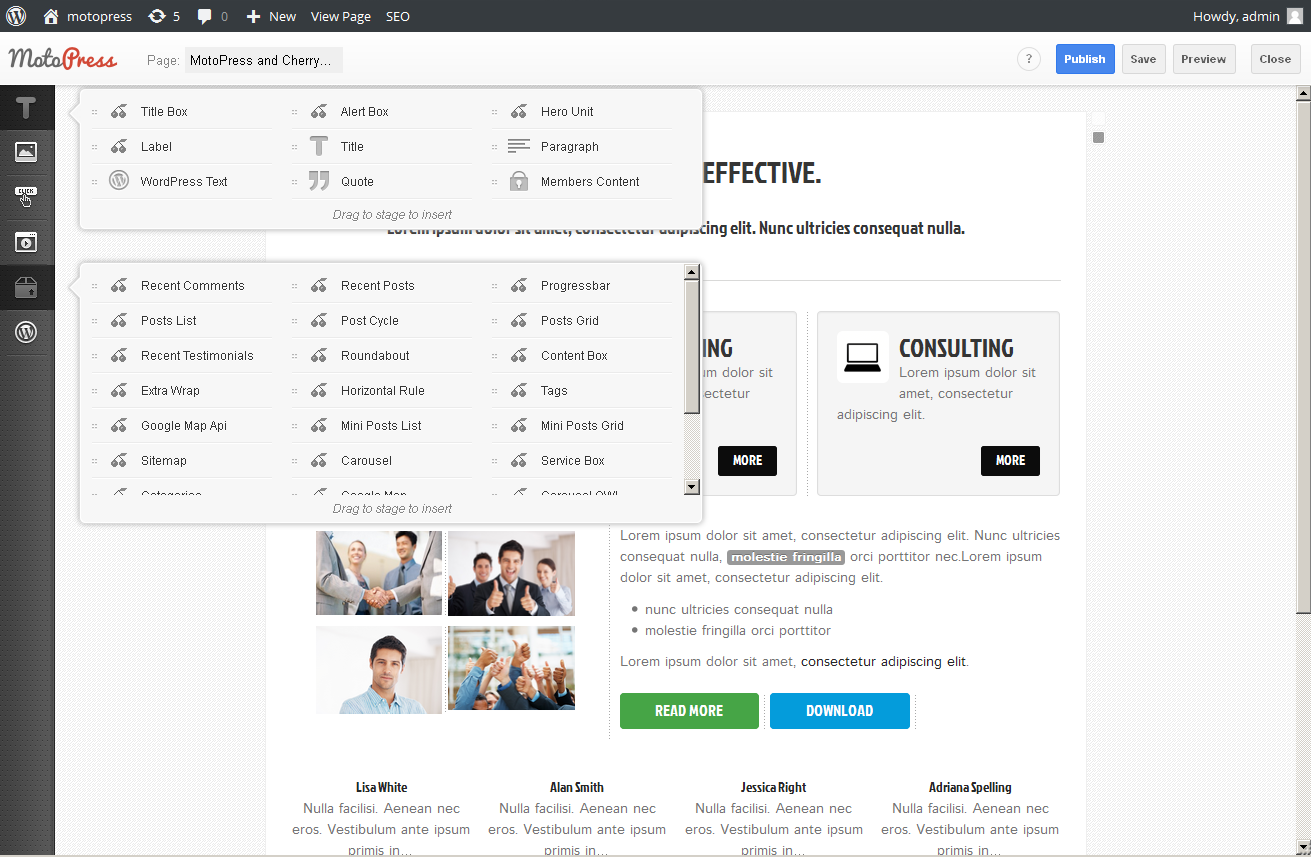 motopress 5 0 New View Page SEO Howdy, admin
MotoPress Page: MotoPress and Cherry... ? Publish Save Preview Close
Title Box Alert Box Hero Unit
Label Title Paragraph
WordPress Text Quote Members Content
Drag to stage to insert
EFFECTIVE.
Lorem ipsum dolor sit amet, consectetur adipiscing elit. Nunc ultricies consequat nulla.
CLICK
Recent Comments Recent Posts Progressbar
Posts List Post Cycle Posts Grid
Recent Testimonials Roundabout Content Box
Extra Wrap Horizontal Rule Tags
Google Map Api Mini Posts List Mini Posts Grid
Sitemap Carousel Service Box
Categories Google Map Carousel OWL
Drag to stage to insert
ING
m dolor sit
sectetur
MORE
CONSULTING
Lorem ipsum dolor sit
amet, consectetur
adipiscing elit.
MORE
Lorem ipsum dolor sit amet, consectetur adipiscing elit. Nunc ultricies
consequat nulla, molestie fringilla orci porttitor nec.Lorem ipsum
dolor sit amet, consectetur adipiscing elit.
nunc ultricies consequat nulla
molestie fringilla orci porttitor
Lorem ipsum dolor sit amet, consectetur adipiscing elit.
READ MORE DOWNLOAD
Lisa White
Nulla facilisi. Aenean nec
eros. Vestibulum ante ipsum
primis in...
Alan Smith
Nulla facilisi. Aenean nec
eros. Vestibulum ante ipsum
primis in...
Jessica Right
Nulla facilisi. Aenean nec
eros. Vestibulum ante ipsum
primis in...
Adriana Spelling
Nulla facilisi. Aenean nec
eros. Vestibulum ante ipsum
primis in...